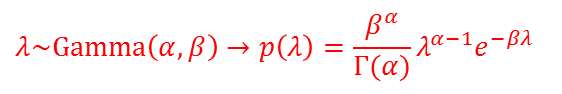 λ~Gamma(α, β) → p(λ) = β^α / Γ(α) λ^(α−1) e^(−βλ)